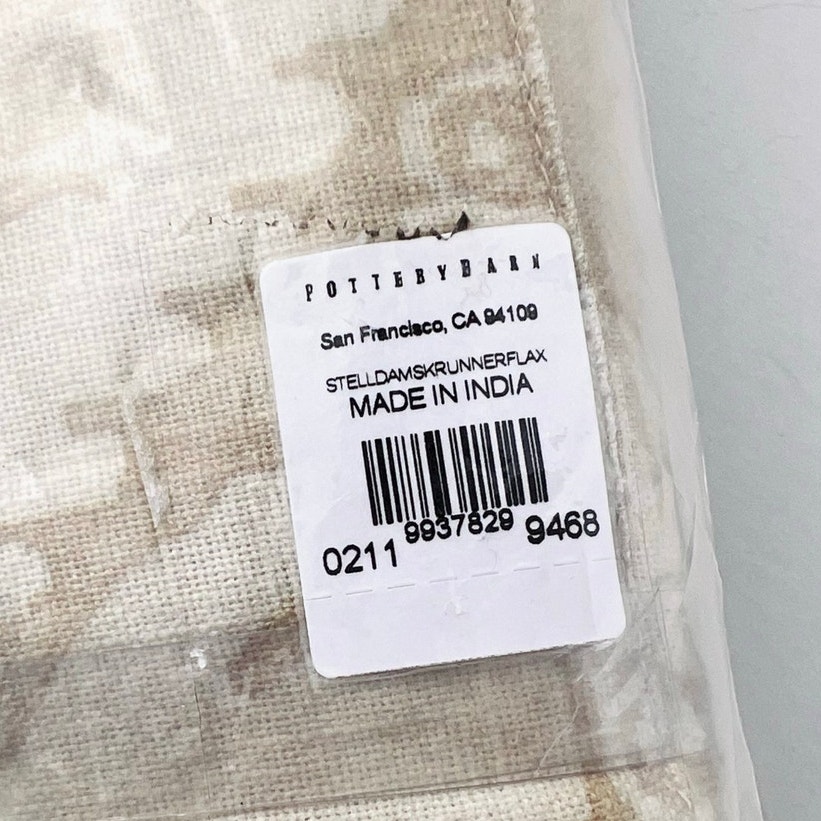 POTTERYBARN
San Francisco, CA 94109
STELLDAMSKRUNNERFLAX
MADE IN INDIA
0211 9937829 9468